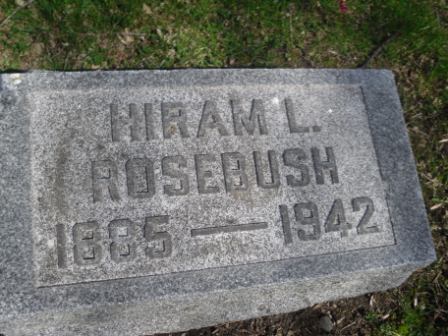 HIRAM L.
ROSEBUSH
1885 — 1942